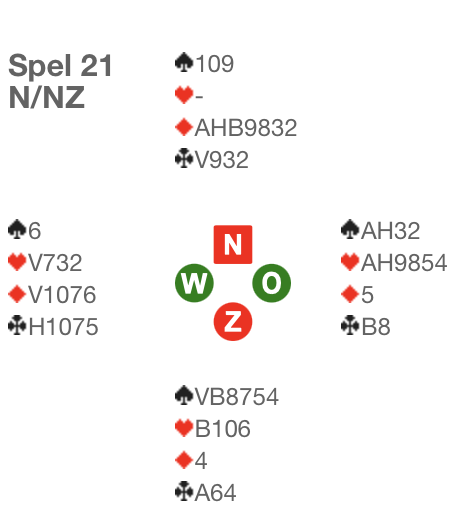 Spel 21
N/NZ
♠109
♥-
♦AHB9832
♣V932
♠6
♥V732
♦V1076
♣H1075
N
W
O
Z
♠AH32
♥AH9854
♦5
♣B8
♠VB8754
♥B106
♦4
♣A64